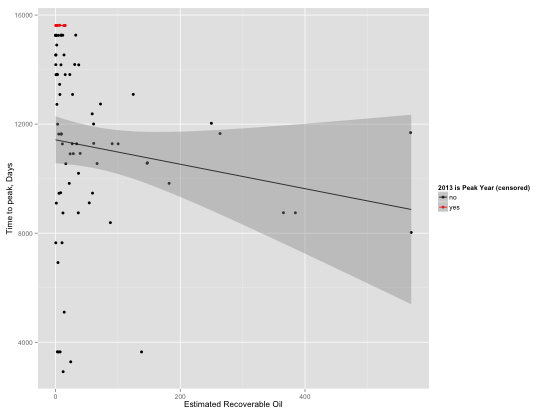 16000
12000
8000
4000
Time to peak, Days
0
200
400
Estimated Recoverable Oil
2013 is Peak Year (censored)
no
yes